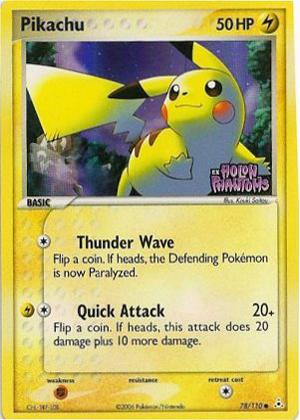 Pikachu 50 HP
ex HOLON PHANTOMS
Illus. Kouki Saitou
BASIC
Thunder Wave
Flip a coin. If heads, the Defending Pokémon
is now Paralyzed.
Quick Attack 20+
Flip a coin. If heads, this attack does 20
damage plus 10 more damage.
weakness resistance retreat cost
©2006 Pokémon/Nintendo 78/110